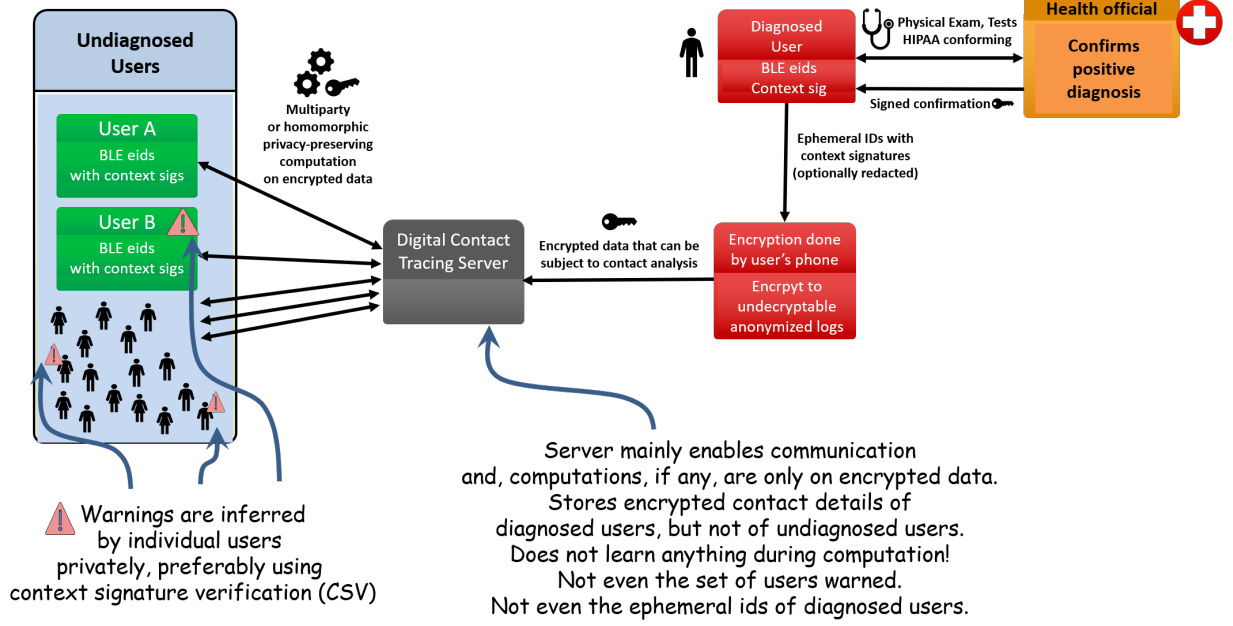 Undiagnosed
Users
User A
BLE eids
with context sigs
User B
BLE eids
with context sigs
Multiparty
or homomorphic
privacy-preserving
computation
on encrypted data
Digital Contact
Tracing Server
Encrypted data that can be
subject to contact analysis
Diagnosed
User
BLE eids
Context sig
Physical Exam, Tests
HIPAA conforming
Signed confirmation
Health official
Confirms
positive
diagnosis
Ephemeral IDs with
context signatures
(optionally redacted)
Encryption done
by user's phone
Encrpyt to
undecryptable
anonymized logs
Warnings are inferred
by individual users
privately, preferably using
context signature verification (CSV)
Server mainly enables communication
and, computations, if any, are only on encrypted data.
Stores encrypted contact details of
diagnosed users, but not of undiagnosed users.
Does not learn anything during computation!
Not even the set of users warned.
Not even the ephemeral ids of diagnosed users.